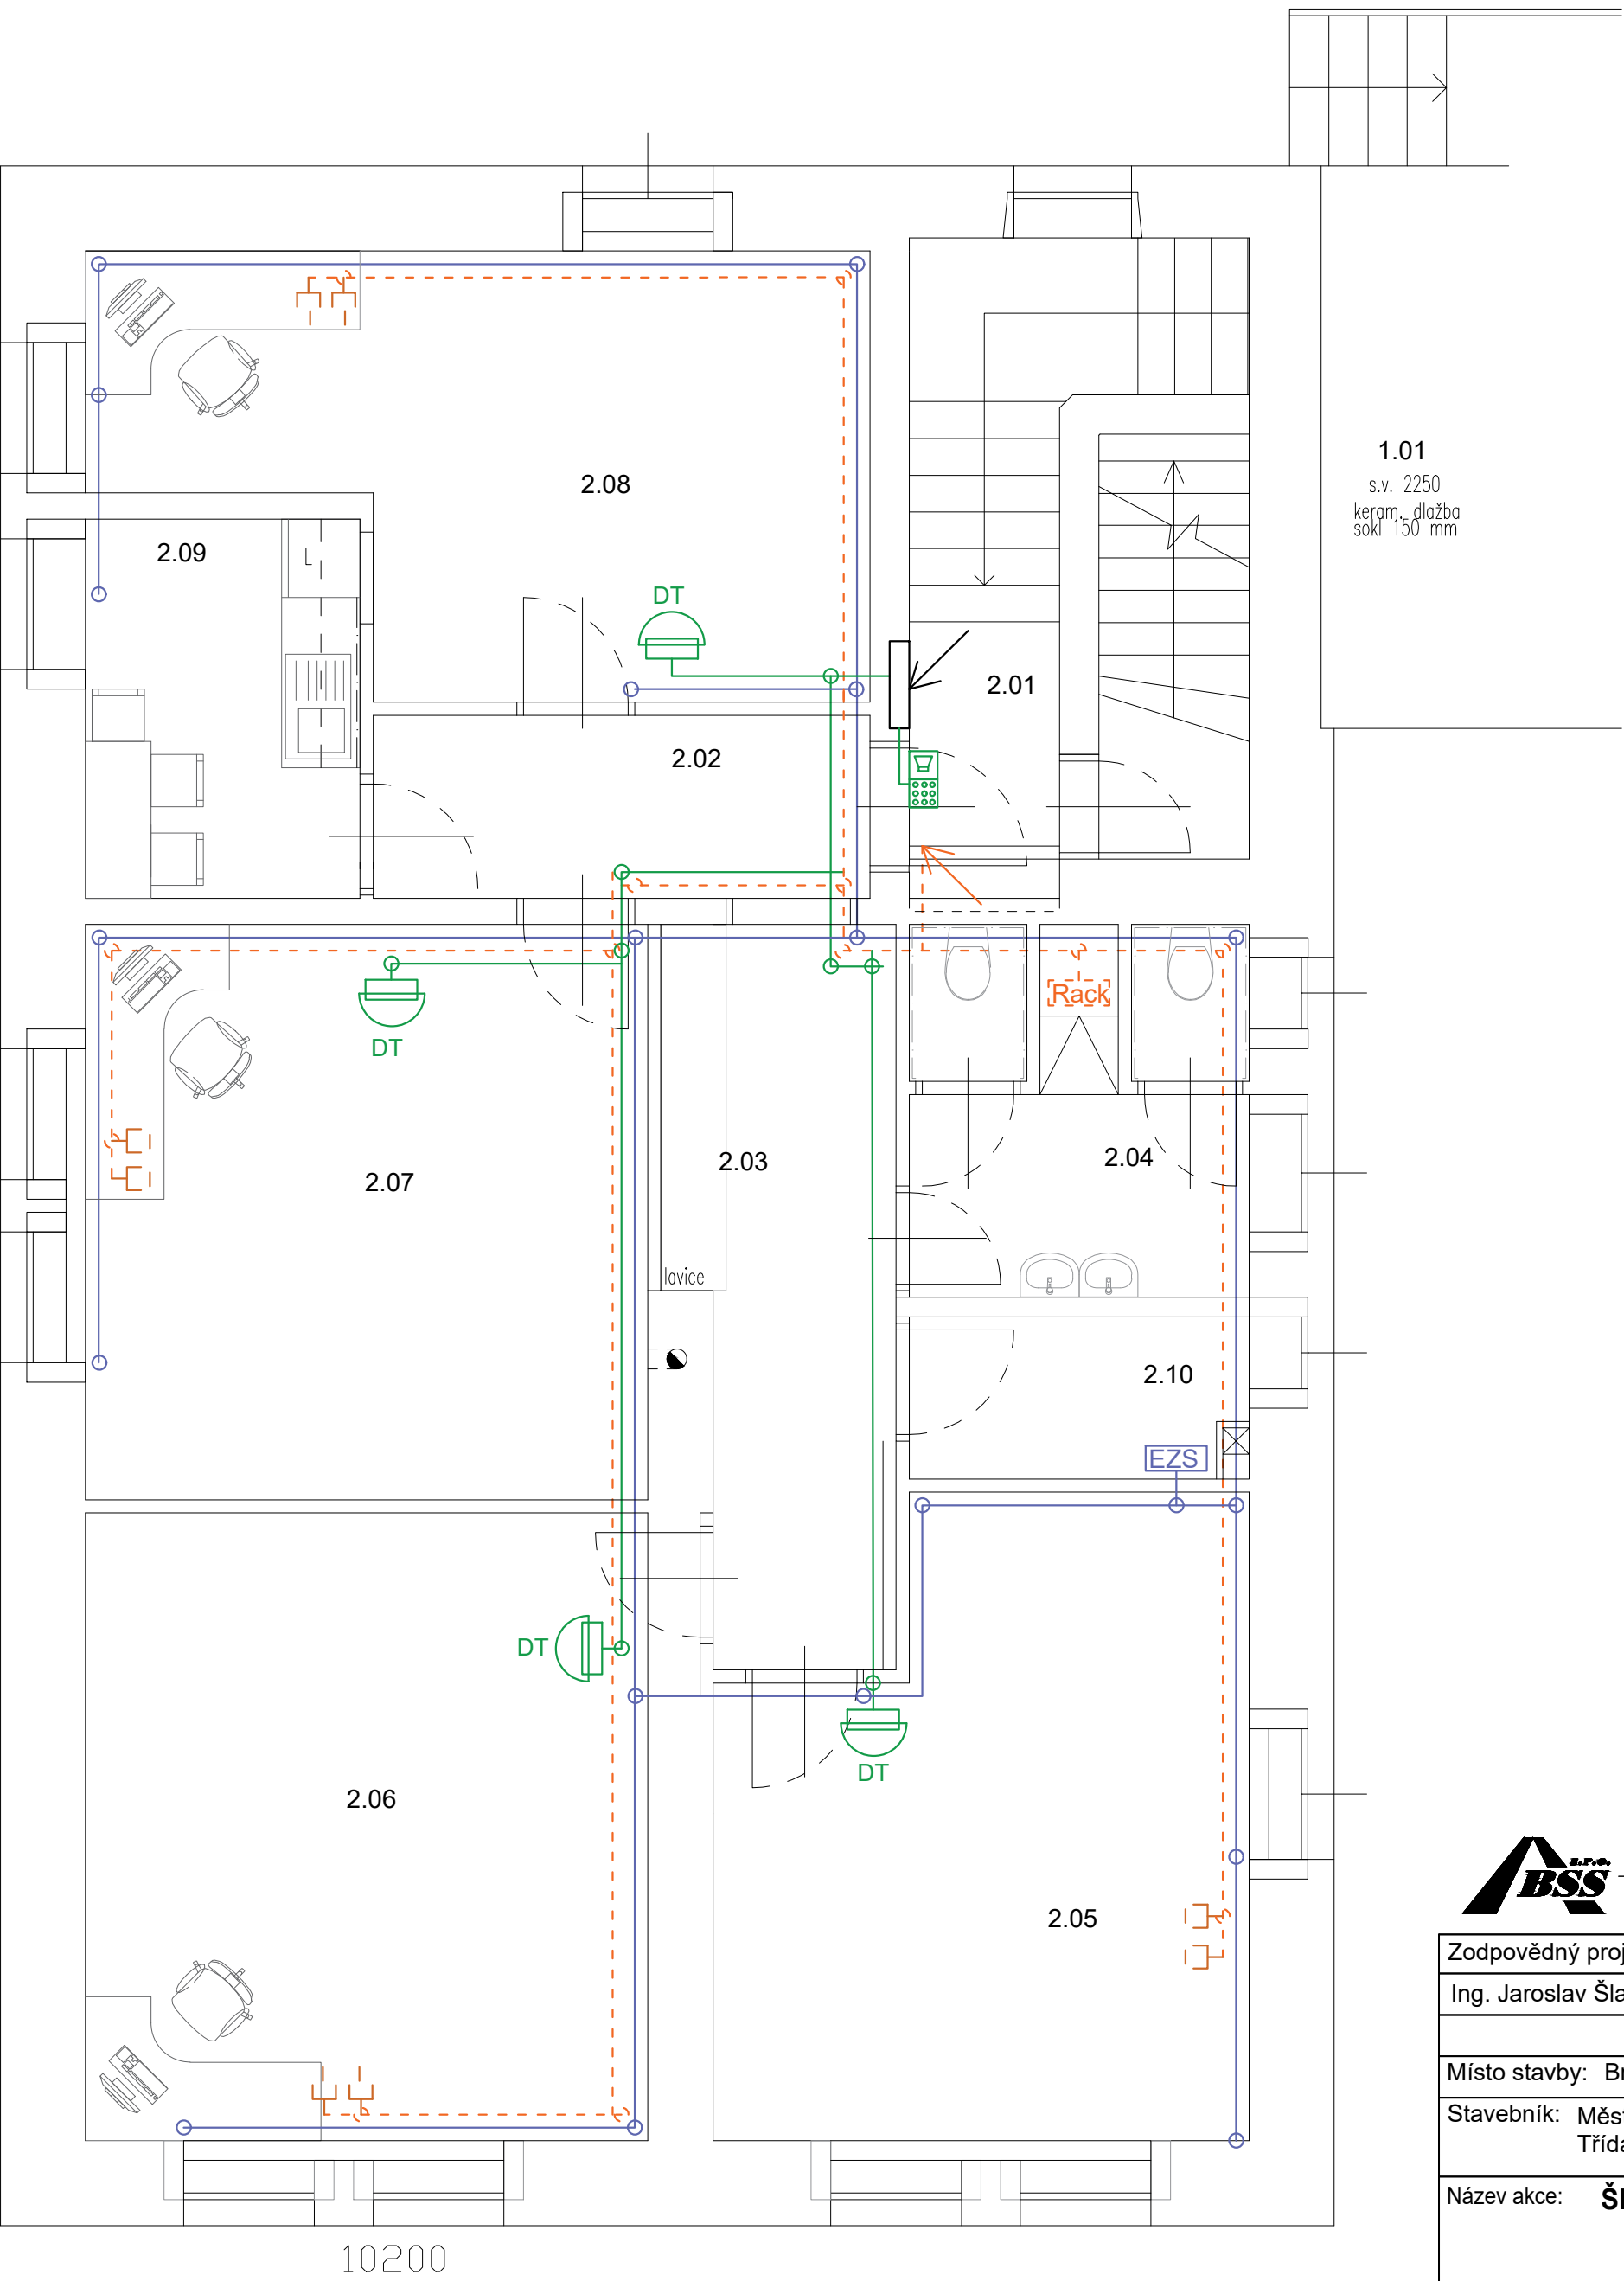 1.01
s.v. 2250
keram. dlažba
sokl 150 mm
2.08
2.09
L
DT
2.01
2.02
Rack
DT
2.03
2.04
2.07
lavice
2.10
EZS
DT
DT
2.06
2.05
s.r.o.
BSS
Zodpovědný
Ing. Jaroslav
Místo stavby:
Stavebník:
Název akce:
10200